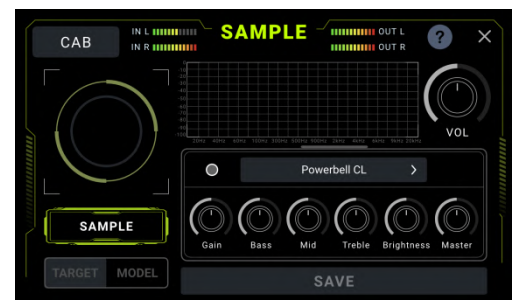 CAB
IN L
IN R
SAMPLE
OUT L
OUT R
?
VOL
Powerbell CL
Gain Bass Mid Treble Brightness Master
SAMPLE
TARGET MODEL
SAVE